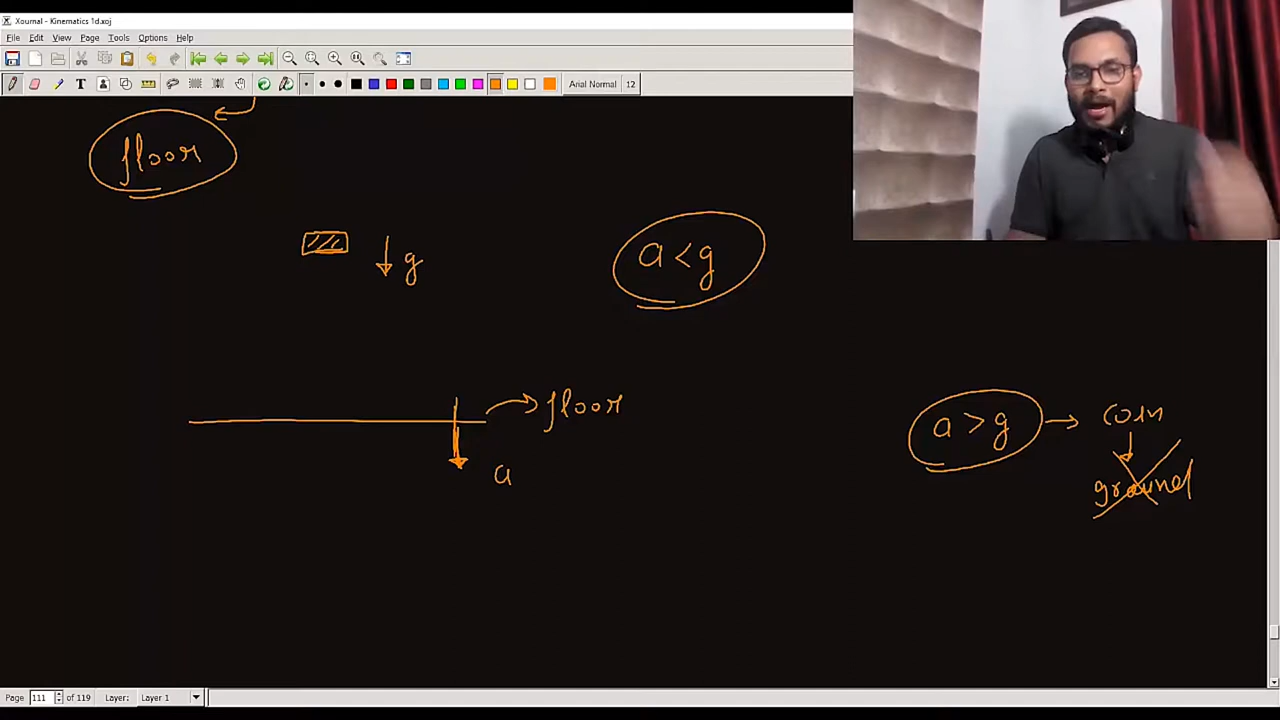 Xournal - Kinematics 1d.xoj
File Edit View Page Tools Options Help
T Arial Normal 12
floor
g
a < g
floor
a
a > g → coin
ground
Page 111 of 119 Layer: Layer 1